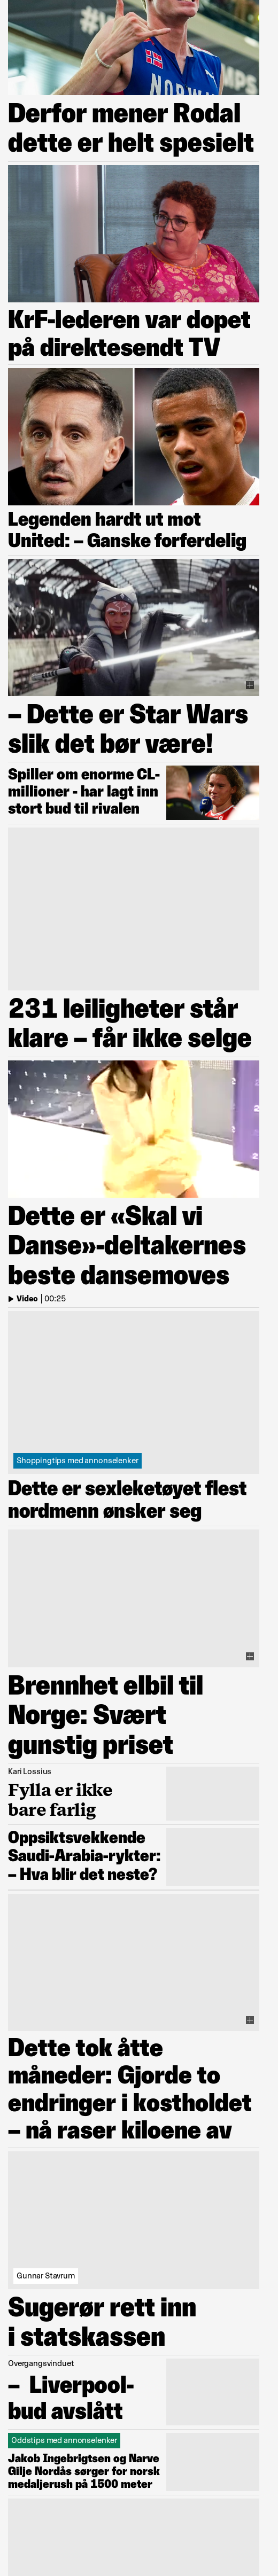 NORWAY
Derfor mener Rodal
dette er helt spesielt
KrF-lederen var dopet
på direktesendt TV
Legenden hardt ut mot
United: – Ganske forferdelig
– Dette er Star Wars
slik det bør være!
Spiller om enorme CL-
millioner - har lagt inn
stort bud til rivalen
231 leiligheter står
klare – får ikke selge
Dette er «Skal vi
Danse»-deltakernes
beste dansemoves
Video | 00:25
Shoppingtips med annonselenker
Dette er sexleketøyet flest
nordmenn ønsker seg
Brennhet elbil til
Norge: Svært
gunstig priset
Kari Lossius
Fylla er ikke
bare farlig
Oppsiktsvekkende
Saudi-Arabia-rykter:
– Hva blir det neste?
Dette tok åtte
måneder: Gjorde to
endringer i kostholdet
– nå raser kiloene av
Gunnar Stavrum
Sugerør rett inn
i statskassen
Overgangsvinduet
– Liverpool-
bud avslått
Oddstips med annonselenker
Jakob Ingebrigtsen og Narve
Gilje Nordås sørger for norsk
medaljerush på 1500 meter